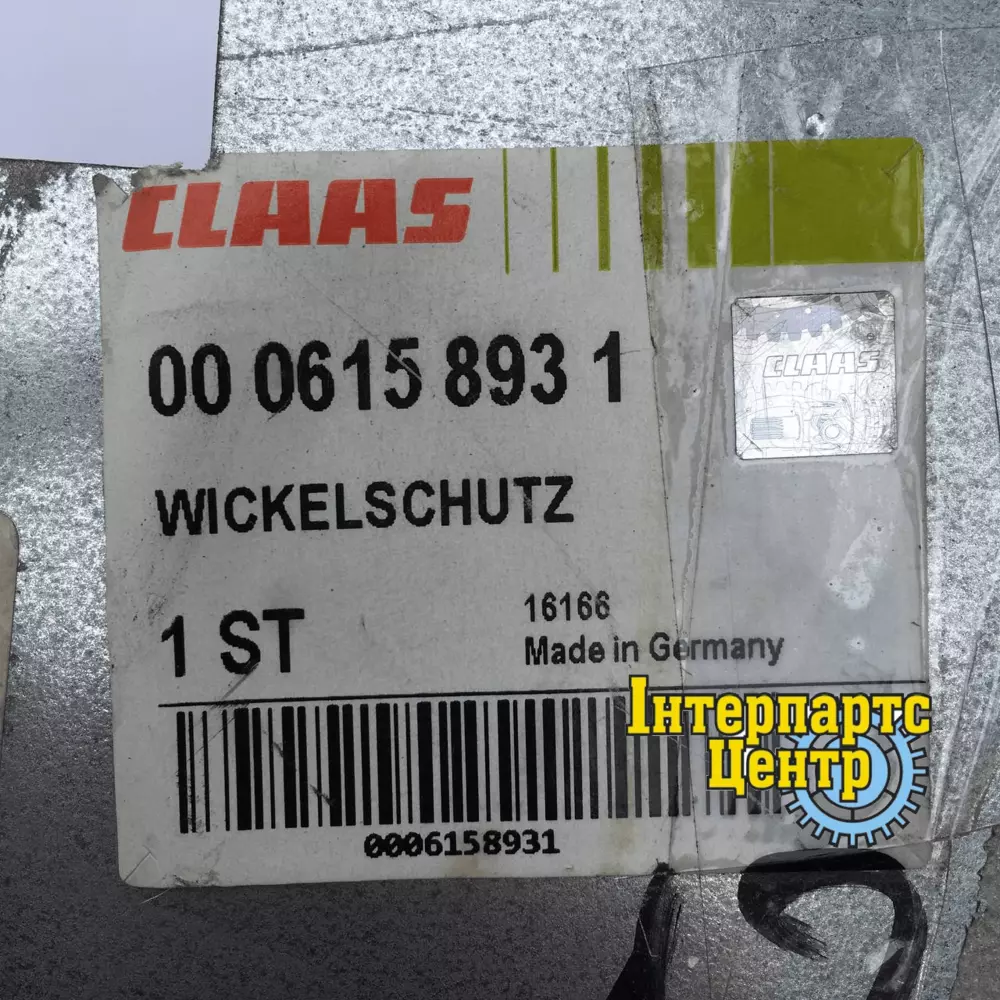 CLAAS
00 0615 893 1
CLAAS
WICKELSCHUTZ
1 ST
16166
Made in Germany
Інтерпартс
Центр
0006158931